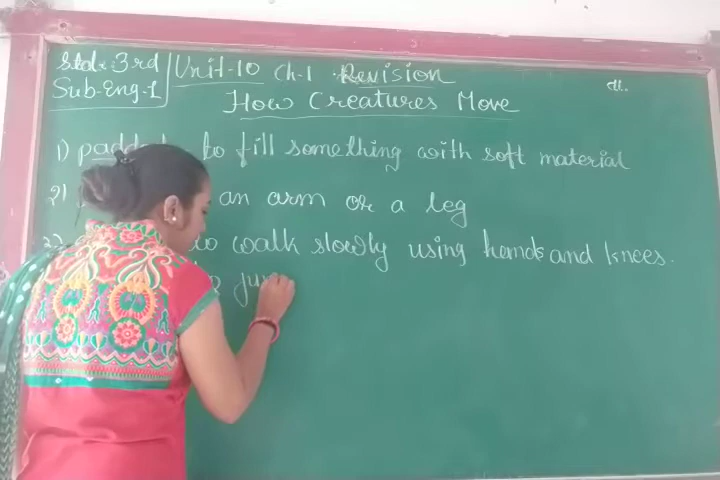 Std:- 3rd
Sub-Eng-1
Unit-10 Ch-1 Revision
How Creatures Move
1) padd to fill something with soft material
2) an arm or a leg
3) to walk slowly using hands and knees.